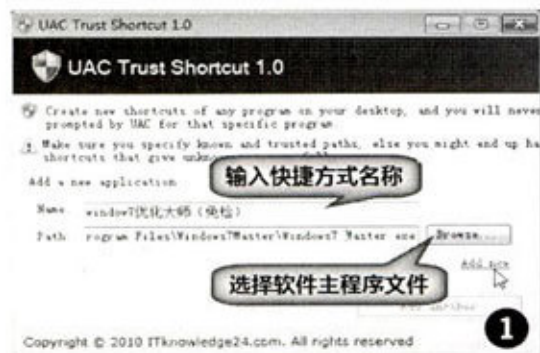 UAC Trust Shortcut 1.0
UAC Trust Shortcut 1.0
Create new shortcuts of any program on your desktop, and you will never
prompted by UAC for that specific program.
Make sure you specify known and trusted paths, else you might end up ha
shortcuts that give
Add a new application
输入快捷方式名称
Name window7优化大师(免检)
Path rogram Files\Windows7Master\Windows7 Master exe Browse...
Add new
选择软件主程序文件
1
Copyright © 2010 ITknowledge24.com. All rights reserved